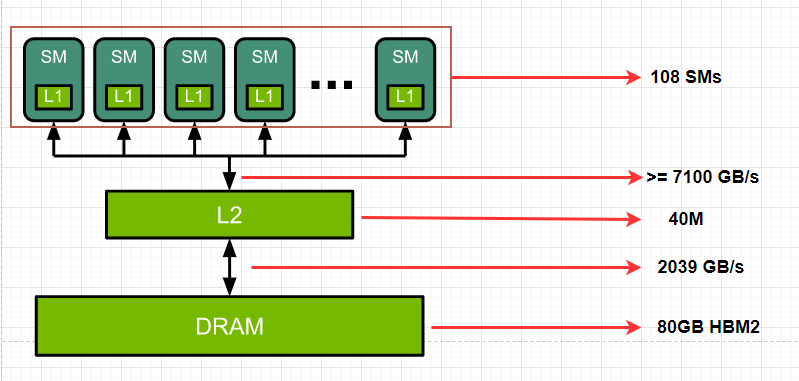 SM SM SM SM SM
L1 L1 L1 L1 ... L1
108 SMs
>= 7100 GB/s
L2
40M
2039 GB/s
DRAM
80GB HBM2